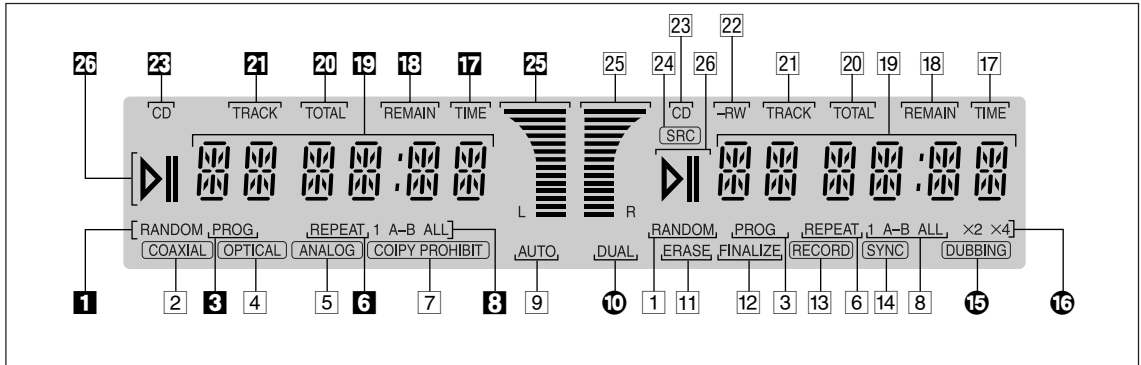 23 22
26 23 21 20 19 18 17 25 25 24 26 21 20 19 18 17
CD TRACK TOTAL REMAIN TIME CD –RW TRACK TOTAL REMAIN TIME
SRC
L R
RANDOM PROG REPEAT 1 A–B ALL RANDOM PROG REPEAT 1 A–B ALL ×2 ×4
COAXIAL OPTICAL ANALOG COIPY PROHIBIT AUTO DUAL ERASE FINALIZE RECORD SYNC DUBBING
1 2 3 4 5 6 7 8 9 10 1 11 12 3 13 6 14 8 15 16